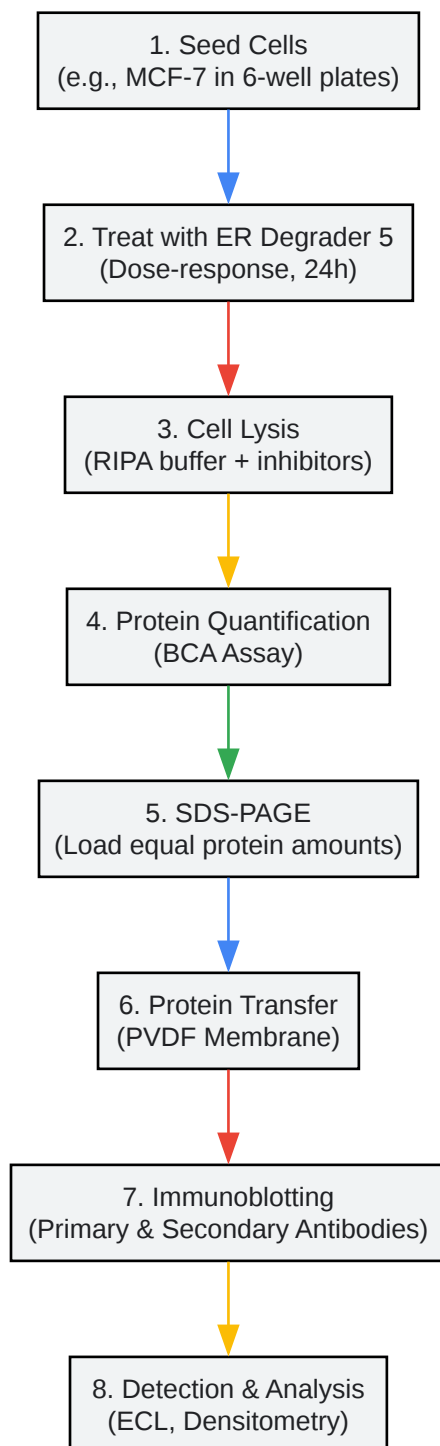 1. Seed Cells
(e.g., MCF-7 in 6-well plates)
2. Treat with ER Degrader 5
(Dose-response, 24h)
3. Cell Lysis
(RIPA buffer + inhibitors)
4. Protein Quantification
(BCA Assay)
5. SDS-PAGE
(Load equal protein amounts)
6. Protein Transfer
(PVDF Membrane)
7. Immunoblotting
(Primary & Secondary Antibodies)
8. Detection & Analysis
(ECL, Densitometry)